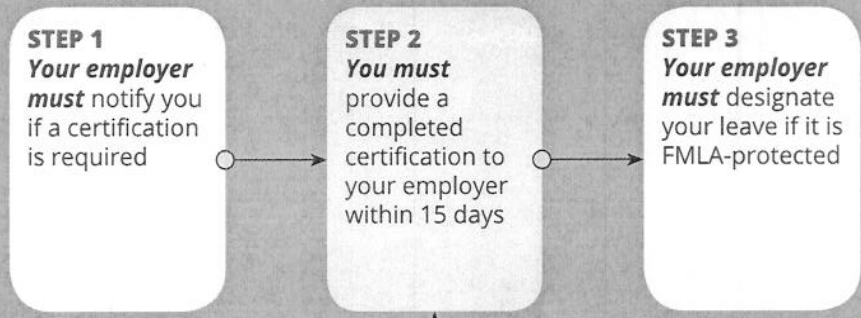 STEP 1
Your employer
must notify you
if a certification
is required
STEP 2
You must
provide a
completed
certification to
your employer
within 15 days
STEP 3
Your employer
must designate
your leave if it is
FMLA-protected